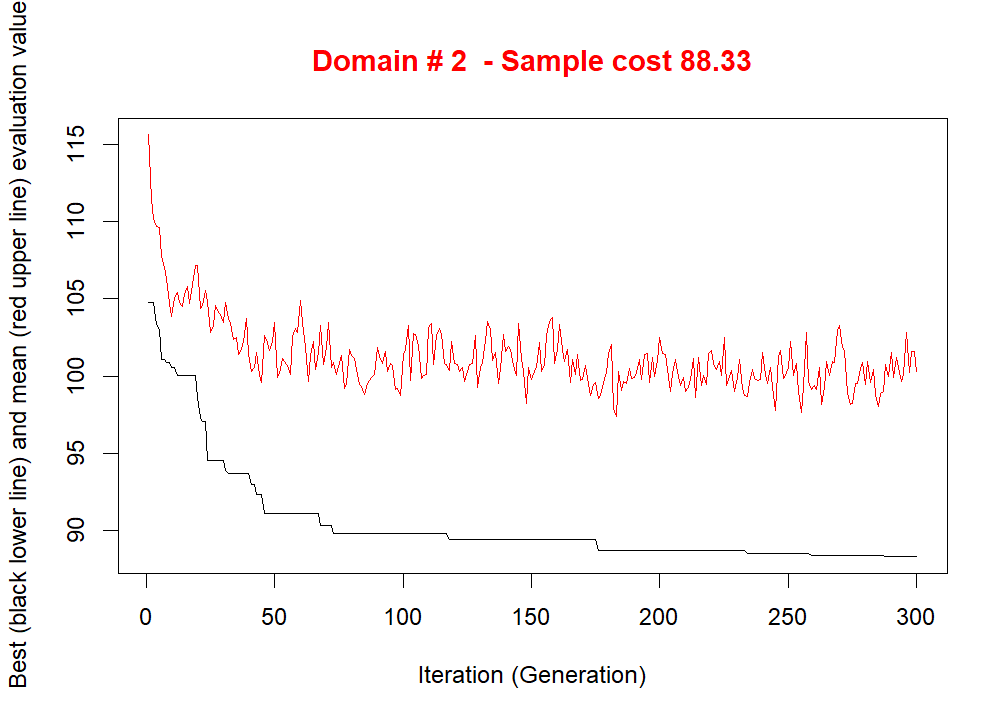 Domain # 2  - Sample cost 88.33
Best (black lower line) and mean (red upper line) evaluation value
115
110
105
100
95
90
0 50 100 150 200 250 300
Iteration (Generation)